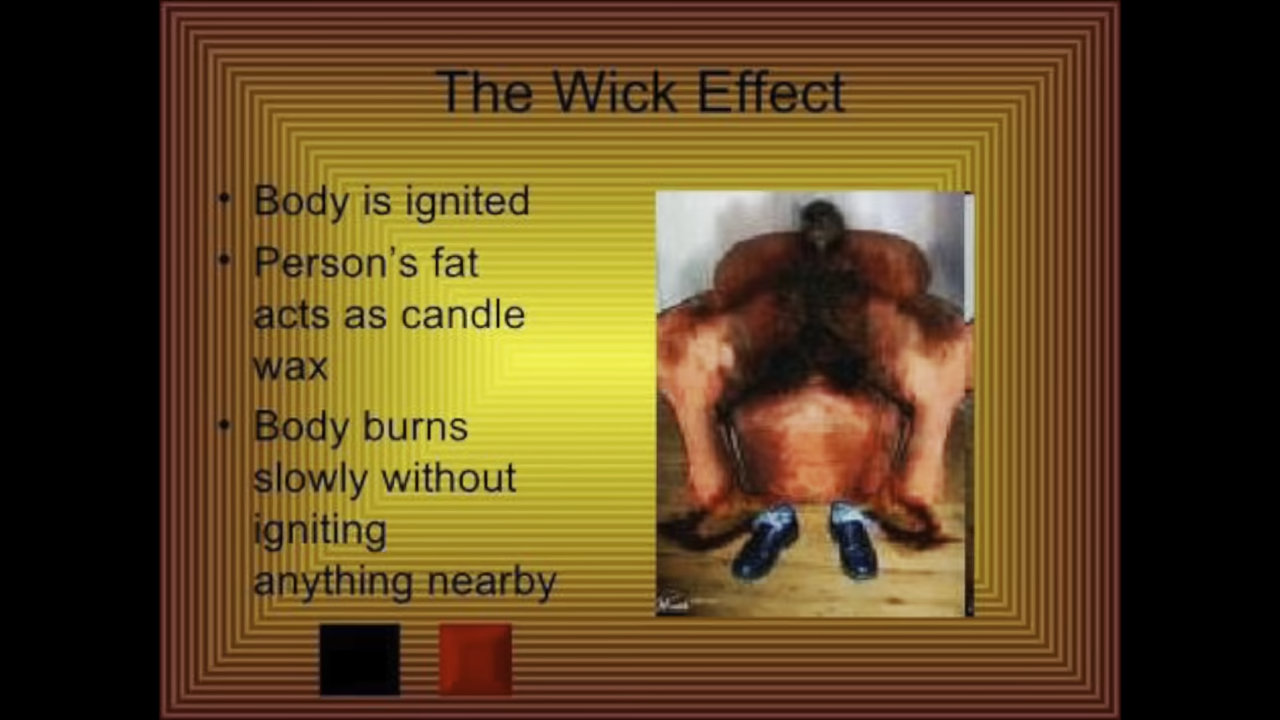 The Wick Effect
• Body is ignited
• Person’s fat
acts as candle
wax
• Body burns
slowly without
igniting
anything nearby